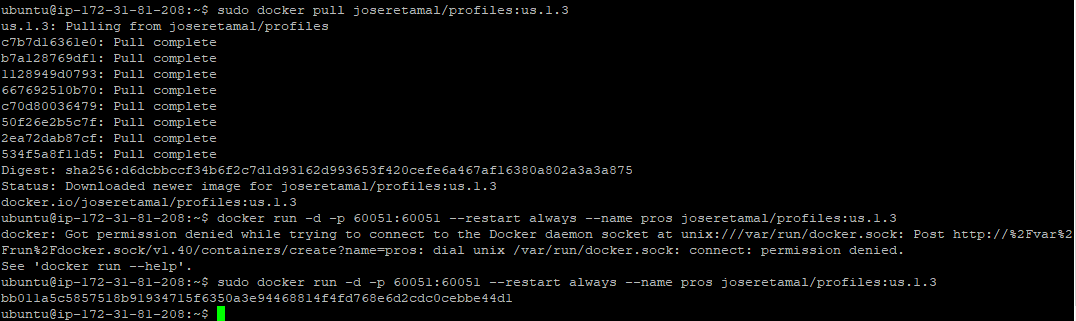 ubuntu@ip-172-31-81-208:~$ sudo docker pull joseretamal/profiles:us.1.3
us.1.3: Pulling from joseretamal/profiles
c7b7d16361e0: Pull complete
b7a128769df1: Pull complete
1128949d0793: Pull complete
667692510b70: Pull complete
c70d80036479: Pull complete
50f26e2b5c7f: Pull complete
2ea72dab87cf: Pull complete
534f5a8f11d5: Pull complete
Digest: sha256:d6dcbbccf34b6f2c7d1d93162d993653f420cefe6a467af16380a802a3a3a875
Status: Downloaded newer image for joseretamal/profiles:us.1.3
docker.io/joseretamal/profiles:us.1.3
ubuntu@ip-172-31-81-208:~$ docker run -d -p 60051:60051 --restart always --name pros joseretamal/profiles:us.1.3
docker: Got permission denied while trying to connect to the Docker daemon socket at unix:///var/run/docker.sock: Post http://%2Fvar%2
Frun%2Fdocker.sock/v1.40/containers/create?name=pros: dial unix /var/run/docker.sock: connect: permission denied.
See 'docker run --help'.
ubuntu@ip-172-31-81-208:~$ sudo docker run -d -p 60051:60051 --restart always --name pros joseretamal/profiles:us.1.3
bb011a5c5857518b91934715f6350a3e94468814f4fd768e6d2cdc0cebbe44d1
ubuntu@ip-172-31-81-208:~$